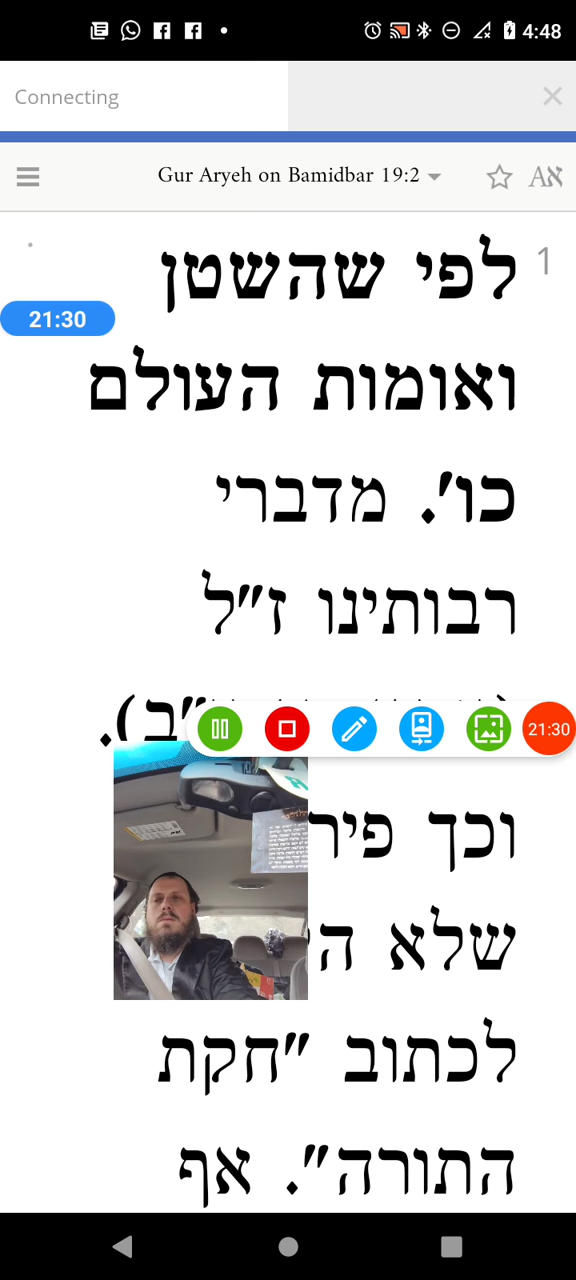 4:48
Connecting
Gur Aryeh on Bamidbar 19:2
Aא
1
לפי שהשטן
21:30
ואומות העולם
כו'. מדברי
רבותינו ז"ל
21:30
וכך
שלא
לכתוב "חקת
התורה". אף